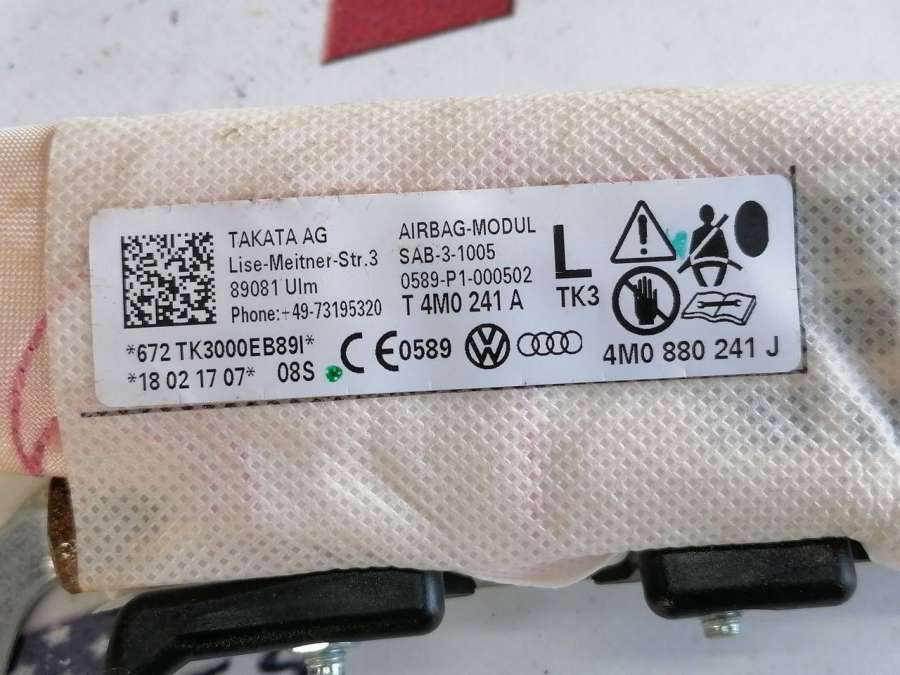 TAKATA AG
Lise-Meitner-Str.3
89081 Ulm
Phone:+49-73195320
AIRBAG-MODUL
SAB-3-1005
0589-P1-000502
T 4M0 241 A
L
TK3
*672 TK3000EB89I*
*18 02 17 07* 08S
CE0589
4M0 880 241 J